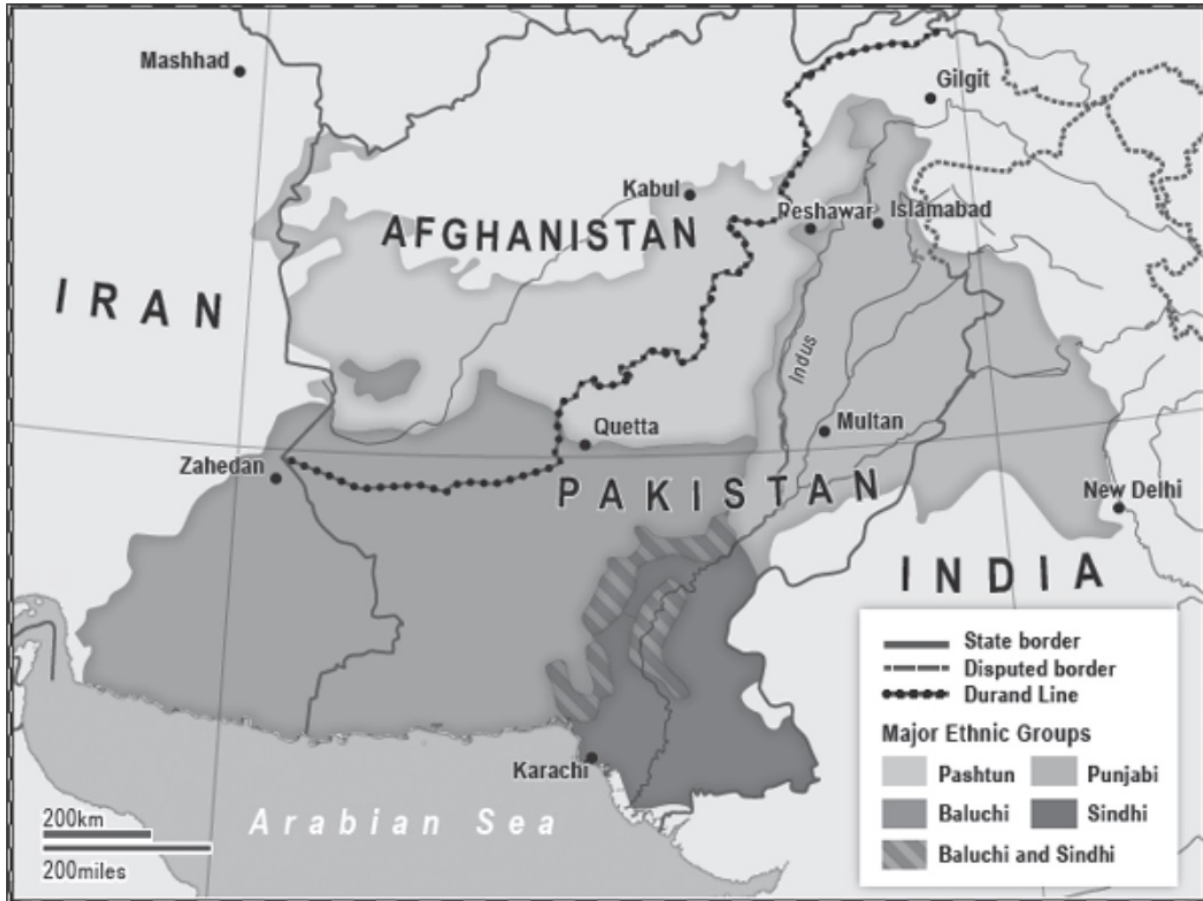 Mashhad
Gilgit
Kabul
Peshawar
Islamabad
AFGHANISTAN
IRAN
Indus
Quetta
Multan
Zahedan
PAKISTAN
New Delhi
INDIA
Karachi
Arabian Sea
200km
200miles
State border
Disputed border
Durand Line
Major Ethnic Groups
Pashtun
Punjabi
Baluchi
Sindhi
Baluchi and Sindhi